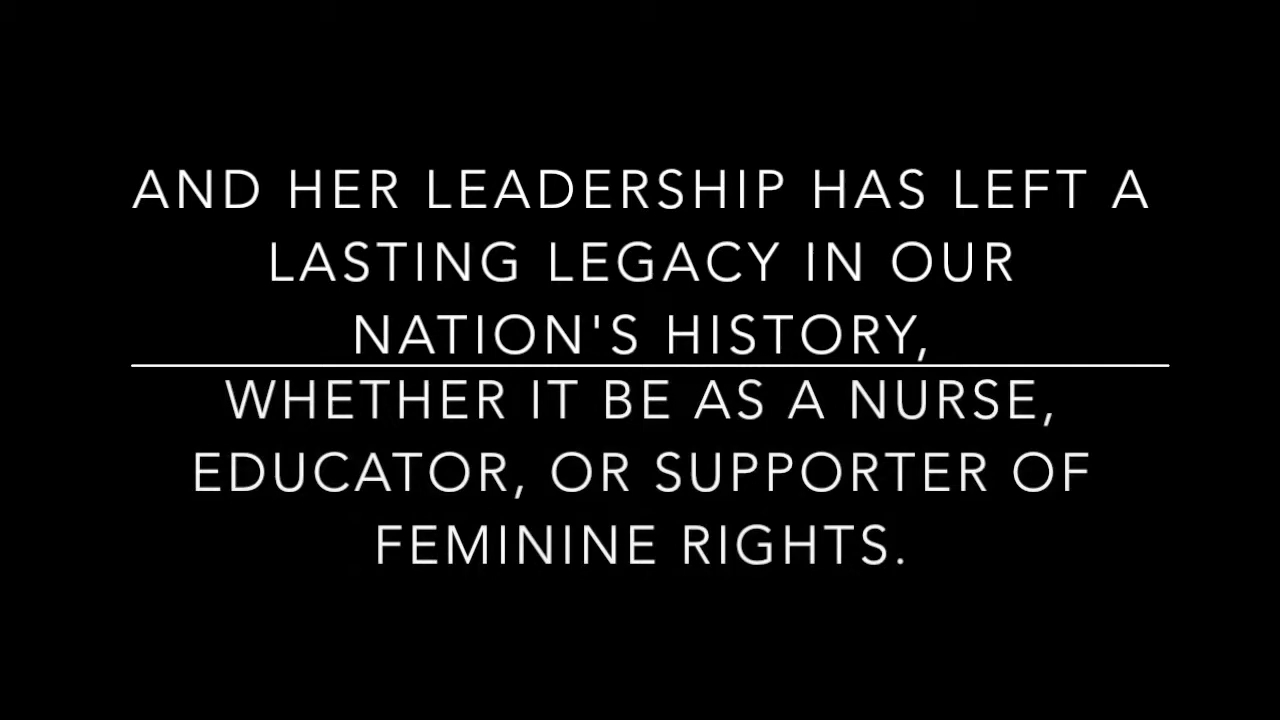 AND HER LEADERSHIP HAS LEFT A
LASTING LEGACY IN OUR
NATION'S HISTORY,
WHETHER IT BE AS A NURSE,
EDUCATOR, OR SUPPORTER OF
FEMININE RIGHTS.